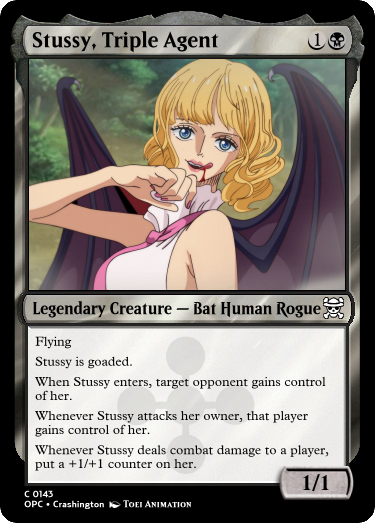 Stussy, Triple Agent 1
Legendary Creature — Bat Human Rogue
Flying
Stussy is goaded.
When Stussy enters, target opponent gains control
of her.
Whenever Stussy attacks her owner, that player
gains control of her.
Whenever Stussy deals combat damage to a player,
put a +1/+1 counter on her.
1/1
C 0143
OPC • Crashington TOEI ANIMATION